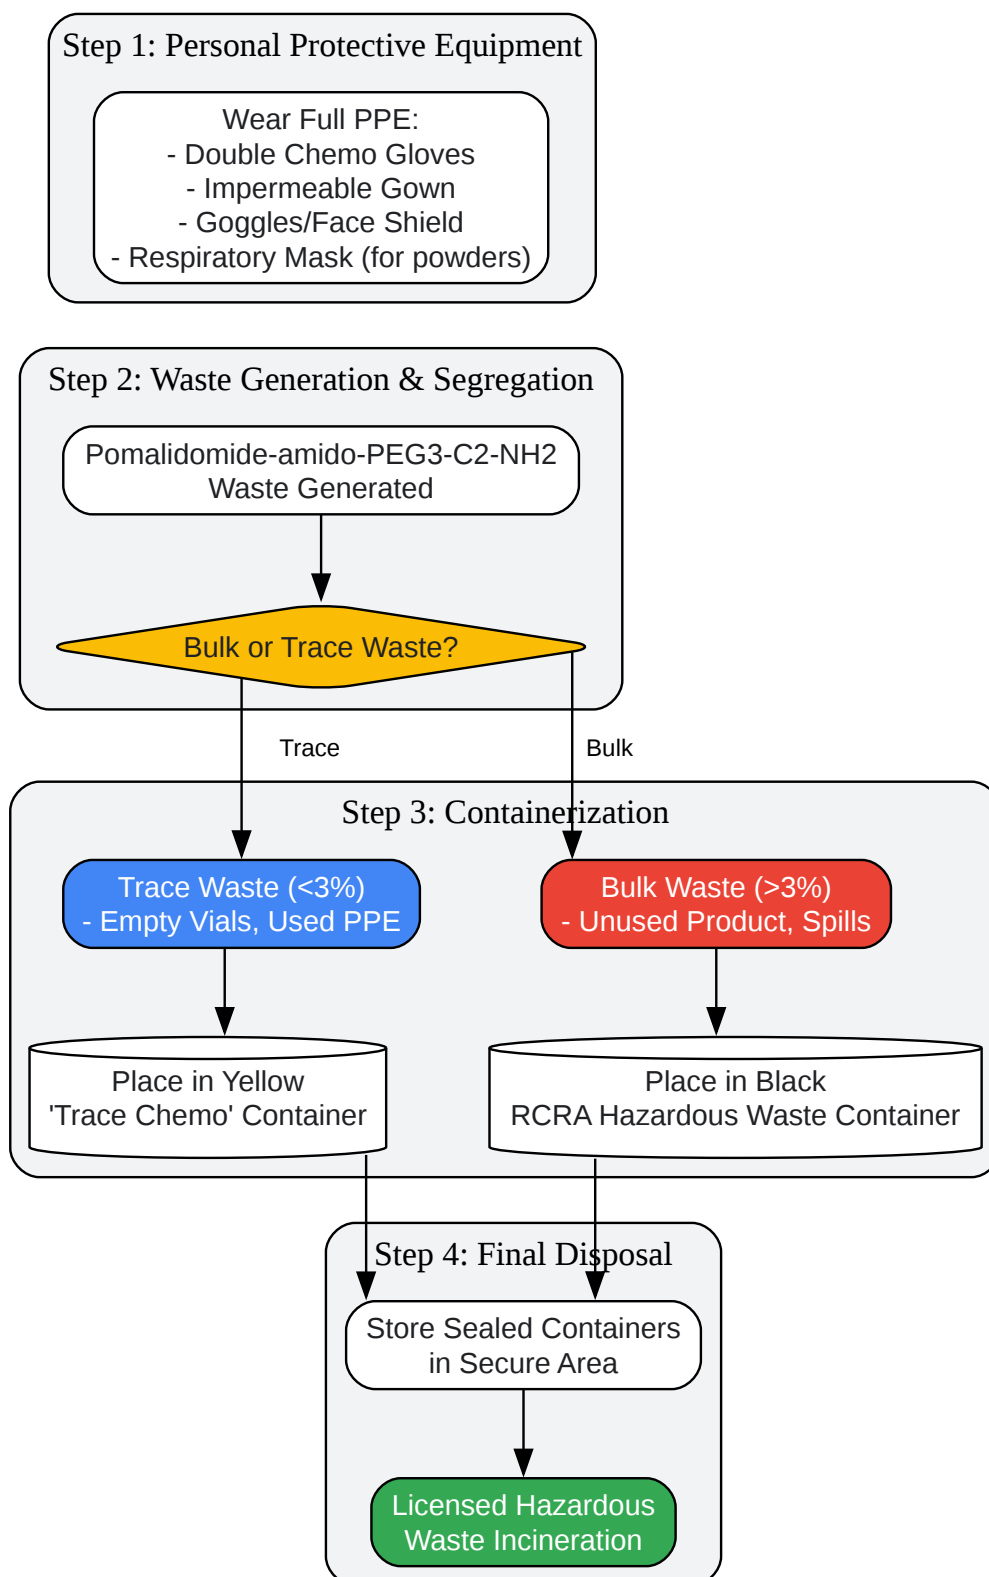 Step 1: Personal Protective Equipment
Wear Full PPE:
- Double Chemo Gloves
- Impermeable Gown
- Goggles/Face Shield
- Respiratory Mask (for powders)
Step 2: Waste Generation & Segregation
Pomalidomide-amido-PEG3-C2-NH2
Waste Generated
Bulk or Trace Waste?
Trace
Bulk
Step 3: Containerization
Trace Waste (<3%)
- Empty Vials, Used PPE
Bulk Waste (>3%)
- Unused Product, Spills
Place in Yellow
'Trace Chemo' Container
Place in Black
RCRA Hazardous Waste Container
Step 4: Final Disposal
Store Sealed Containers
in Secure Area
Licensed Hazardous
Waste Incineration